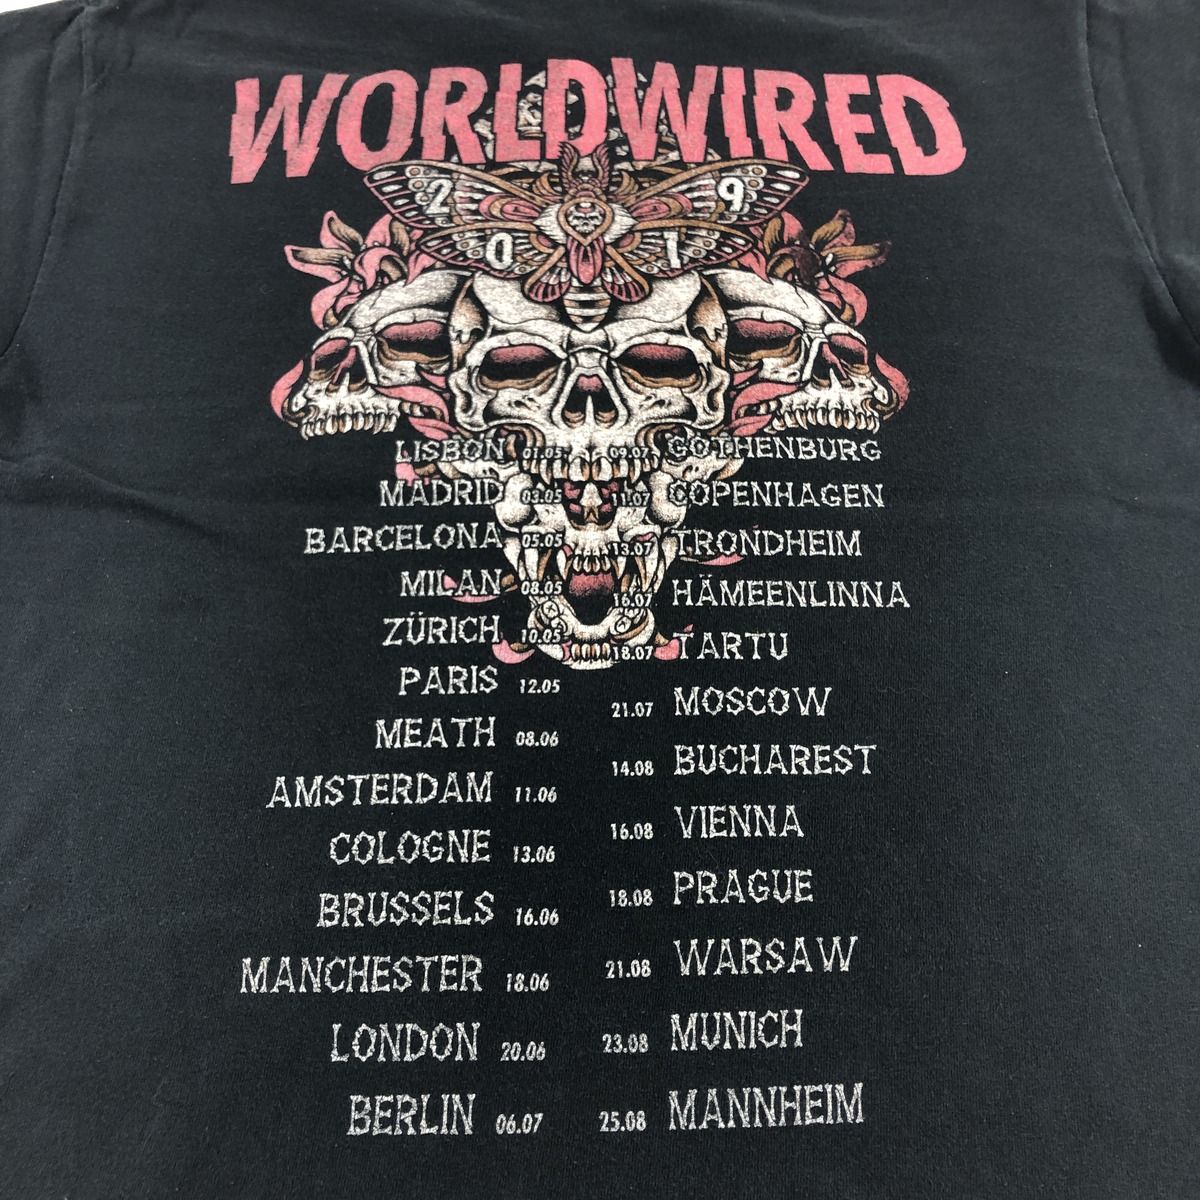 WORLDWIRED
2 9
0 1
LISBON 01.05
MADRID 03.05
BARCELONA 05.05
MILAN 08.05
ZÜRICH 10.05
PARIS 12.05
MEATH 08.06
AMSTERDAM 11.06
COLOGNE 13.06
BRUSSELS 16.06
MANCHESTER 18.06
LONDON 20.06
BERLIN 06.07
09.07 GOTHENBURG
11.07 COPENHAGEN
13.07 TRONDHEIM
16.07 HÄMEENLINNA
18.07 TARTU
21.07 MOSCOW
14.08 BUCHAREST
16.08 VIENNA
18.08 PRAGUE
21.08 WARSAW
23.08 MUNICH
25.08 MANNHEIM